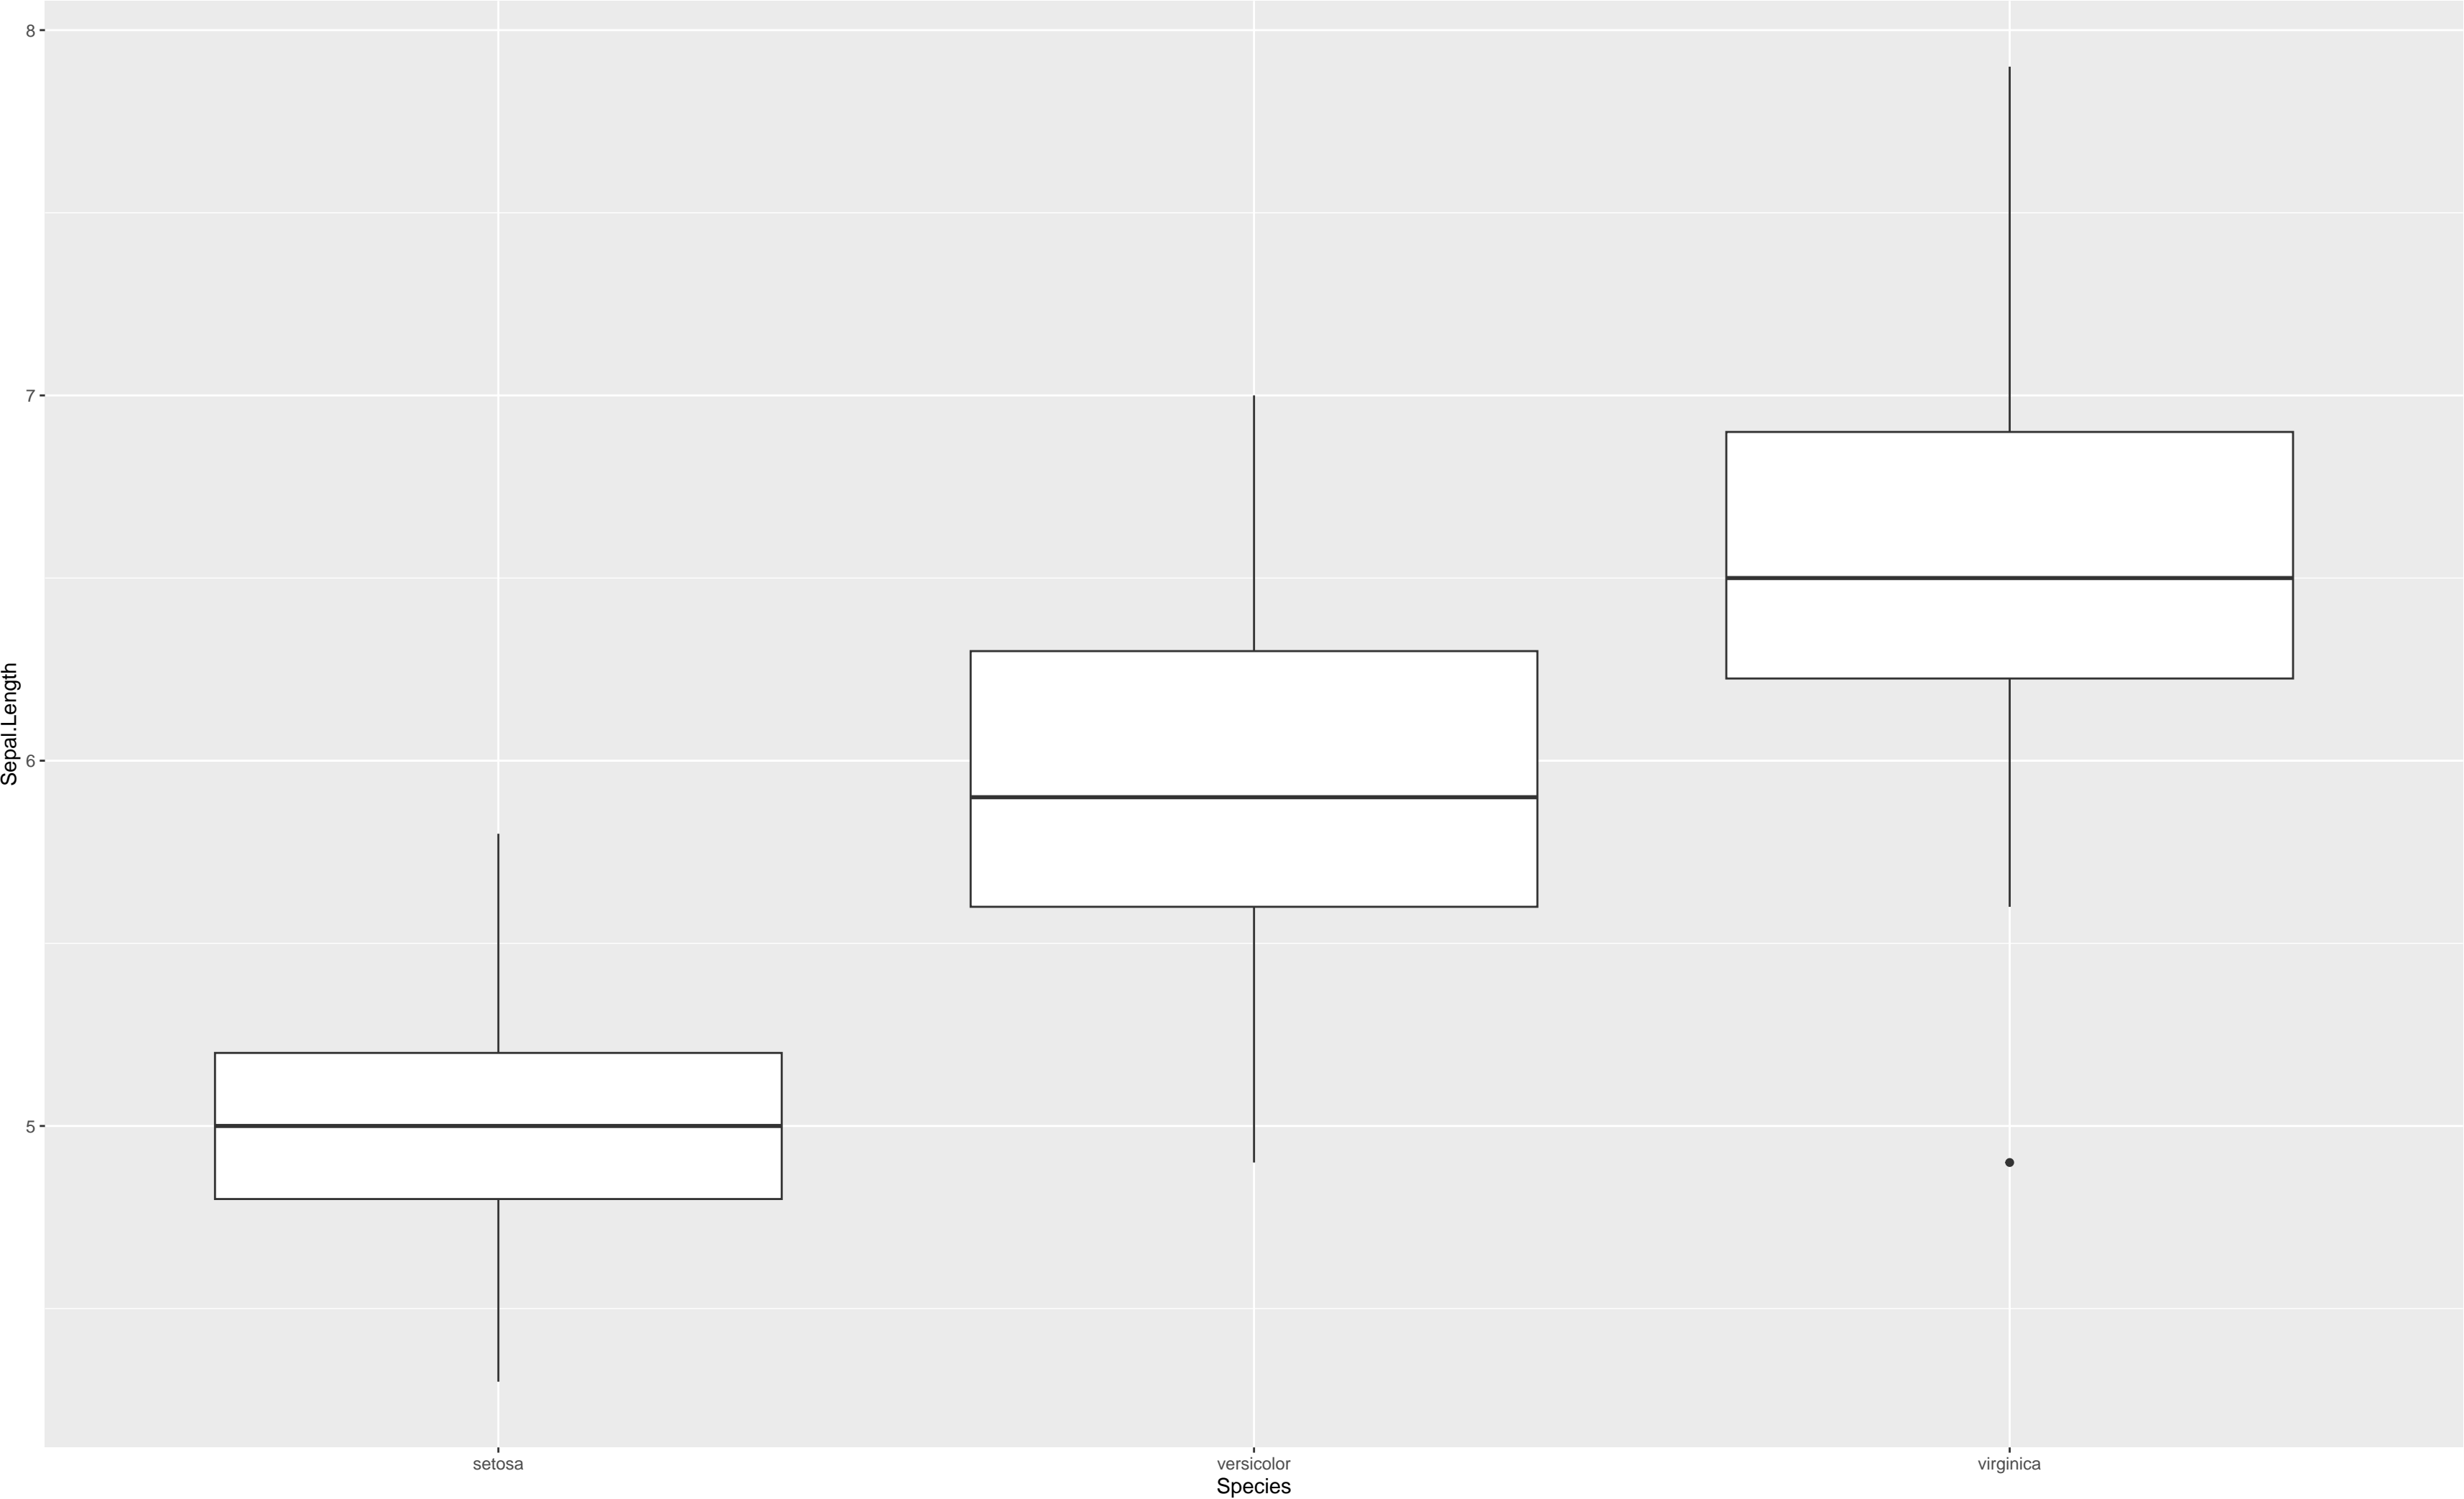 8
7
6
5
Sepal.Length
setosa
versicolor
virginica
Species